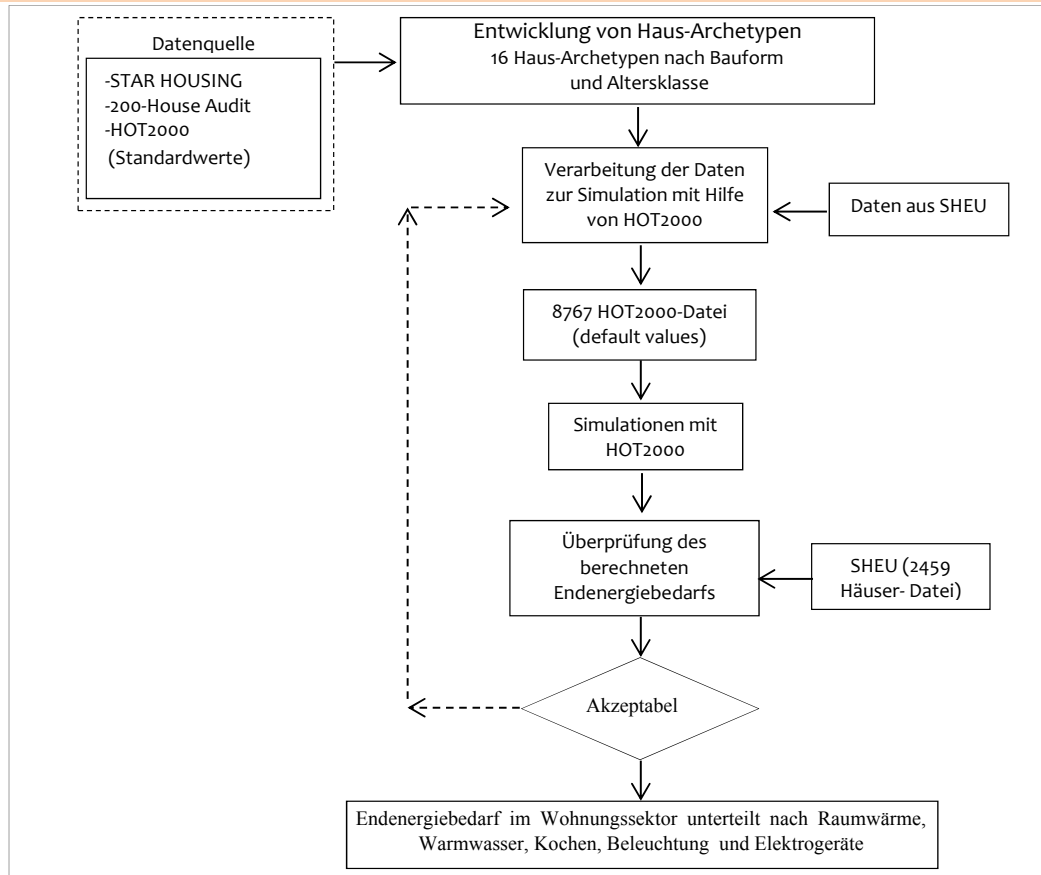 Datenquelle
-STAR HOUSING
-200-House Audit
-HOT2000
(Standardwerte)
Entwicklung von Haus-Archetypen
16 Haus-Archetypen nach Bauform
und Altersklasse
Verarbeitung der Daten
zur Simulation mit Hilfe
von HOT2000
Daten aus SHEU
8767 HOT2000-Datei
(default values)
Simulationen mit
HOT2000
Überprüfung des
berechneten
Endenergiebedarfs
SHEU (2459
Häuser- Datei)
Akzeptabel
Endenergiebedarf im Wohnungssektor unterteilt nach Raumwärme,
Warmwasser, Kochen, Beleuchtung und Elektrogeräte